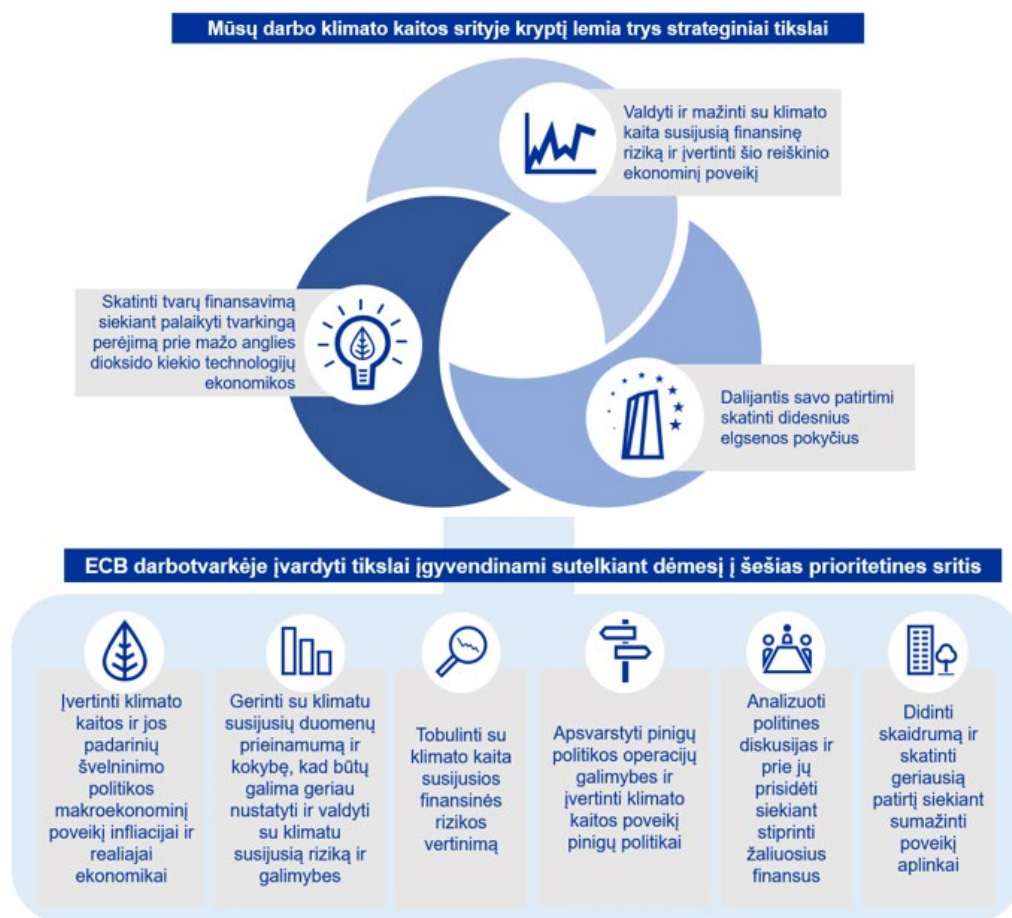 Mūsų darbo klimato kaitos srityje kryptį lemia trys strateginiai tikslai
Valdyti ir mažinti su klimato
kaita susijusią finansinę
riziką ir įvertinti šio reiškinio
ekonominį poveikį
Skatinti tvarų finansavimą
siekiant palaikyti tvarkingą
perėjimą prie mažo anglies
dioksido kiekio technologijų
ekonomikos
Dalijantis savo patirtimi
skatinti didesnius
elgsenos pokyčius
ECB darbotvarkėje įvardyti tikslai įgyvendinami sutelkiant dėmesį į šešias prioritetines sritis
Įvertinti klimato
kaitos ir jos
padarinių
švelninimo
politikos
makroekonominį
poveikį infliacijai ir
realiajai
ekonomikai
Gerinti su klimatu
susijusių duomenų
prieinamumą ir
kokybę, kad būtų
galima geriau
nustatyti ir valdyti
su klimatu
susijusią riziką ir
galimybes
Tobulinti su
klimato kaita
susijusios
finansinės
rizikos
vertinimą
Apsvarstyti pinigų
politikos operacijų
galimybes ir
įvertinti klimato
kaitos poveikį
pinigų politikai
Analizuoti
politines
diskusijas ir
prie jų
prisidėti
siekiant
stiprinti
žaliuosius
finansus
Didinti
skaidrumą ir
skatinti
geriausią
patirtį siekiant
sumažinti
poveikį
aplinkai